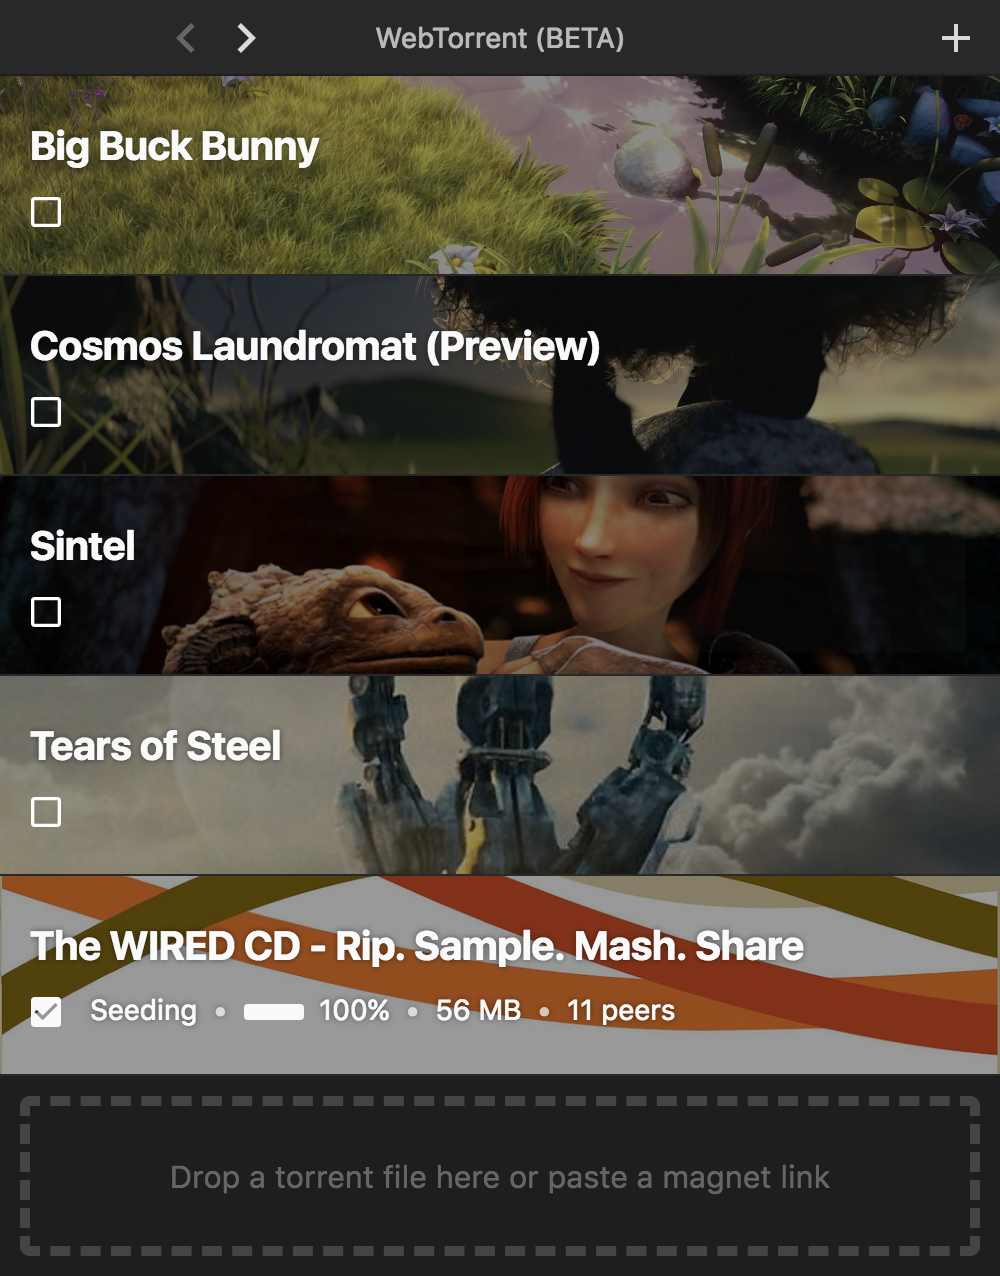 WebTorrent (BETA)
Big Buck Bunny
Cosmos Laundromat (Preview)
Sintel
Tears of Steel
The WIRED CD - Rip. Sample. Mash. Share
Seeding • 100% • 56 MB • 11 peers
Drop a torrent file here or paste a magnet link